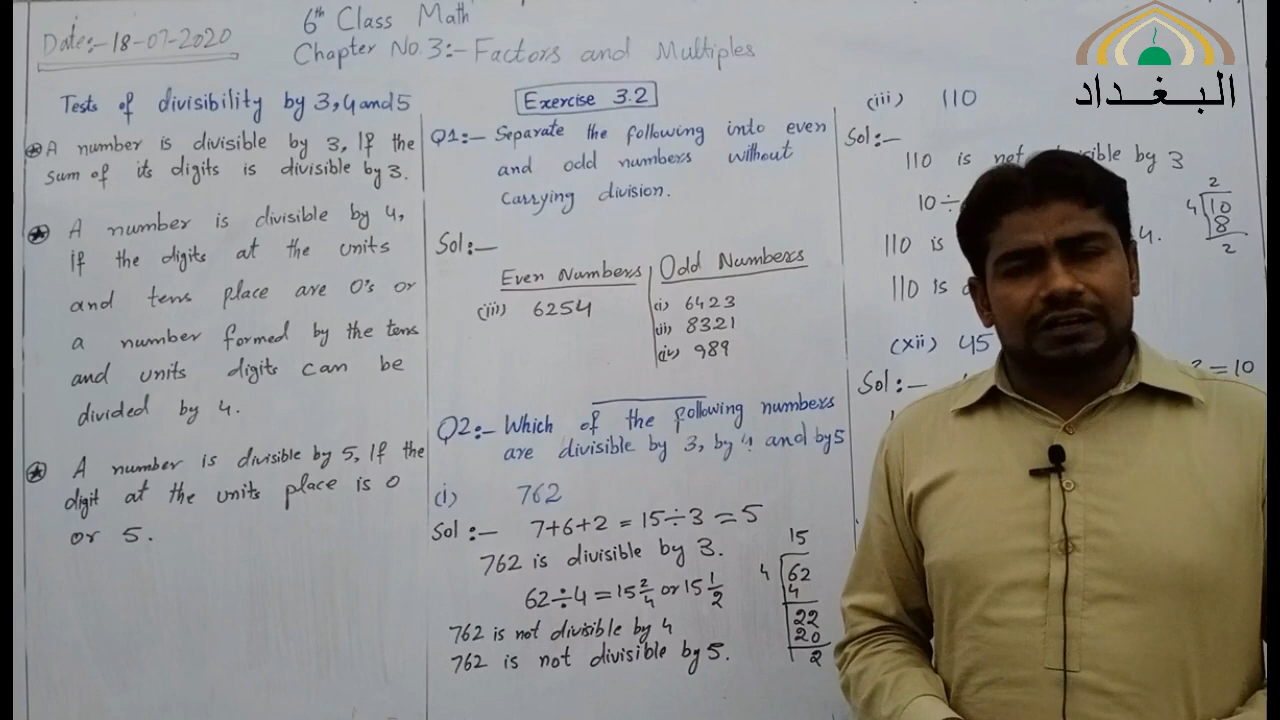 Date:- 18-07-2020
6th Class Math
Chapter No.3:- Factors and Multiples
البغداد
Tests of divisibility by 3,4 and 5
A number is divisible by 3, If the
sum of its digits is divisible by 3.
A number is divisible by 4,
If the digits at the units
and tens place are 0's or
a number formed by the tens
and units digits can be
divided by 4.
A number is divisible by 5, If the
digit at the units place is 0
or 5.
Exercise 3.2
Q1:- Separate the following into even
and odd numbers without
carrying division.
Sol:-
Even Numbers
Odd Numbers
(iii) 6254
(i) 6423
(ii) 8321
(iv) 989
Q2:- Which of the following numbers
are divisible by 3, by 4 and by 5
(i) 762
Sol:- 7+6+2 = 15÷3 = 5
762 is divisible by 3.
62÷4 = 15 2/4 or 15 1/2
762 is not divisible by 4
762 is not divisible by 5.
15
4 62
4
22
20
2
(iii) 110
Sol:-
110 is not by 3
10÷
110 is 4.
110 is
2
4 10
8
2
(xii) 45
Sol:- = 10